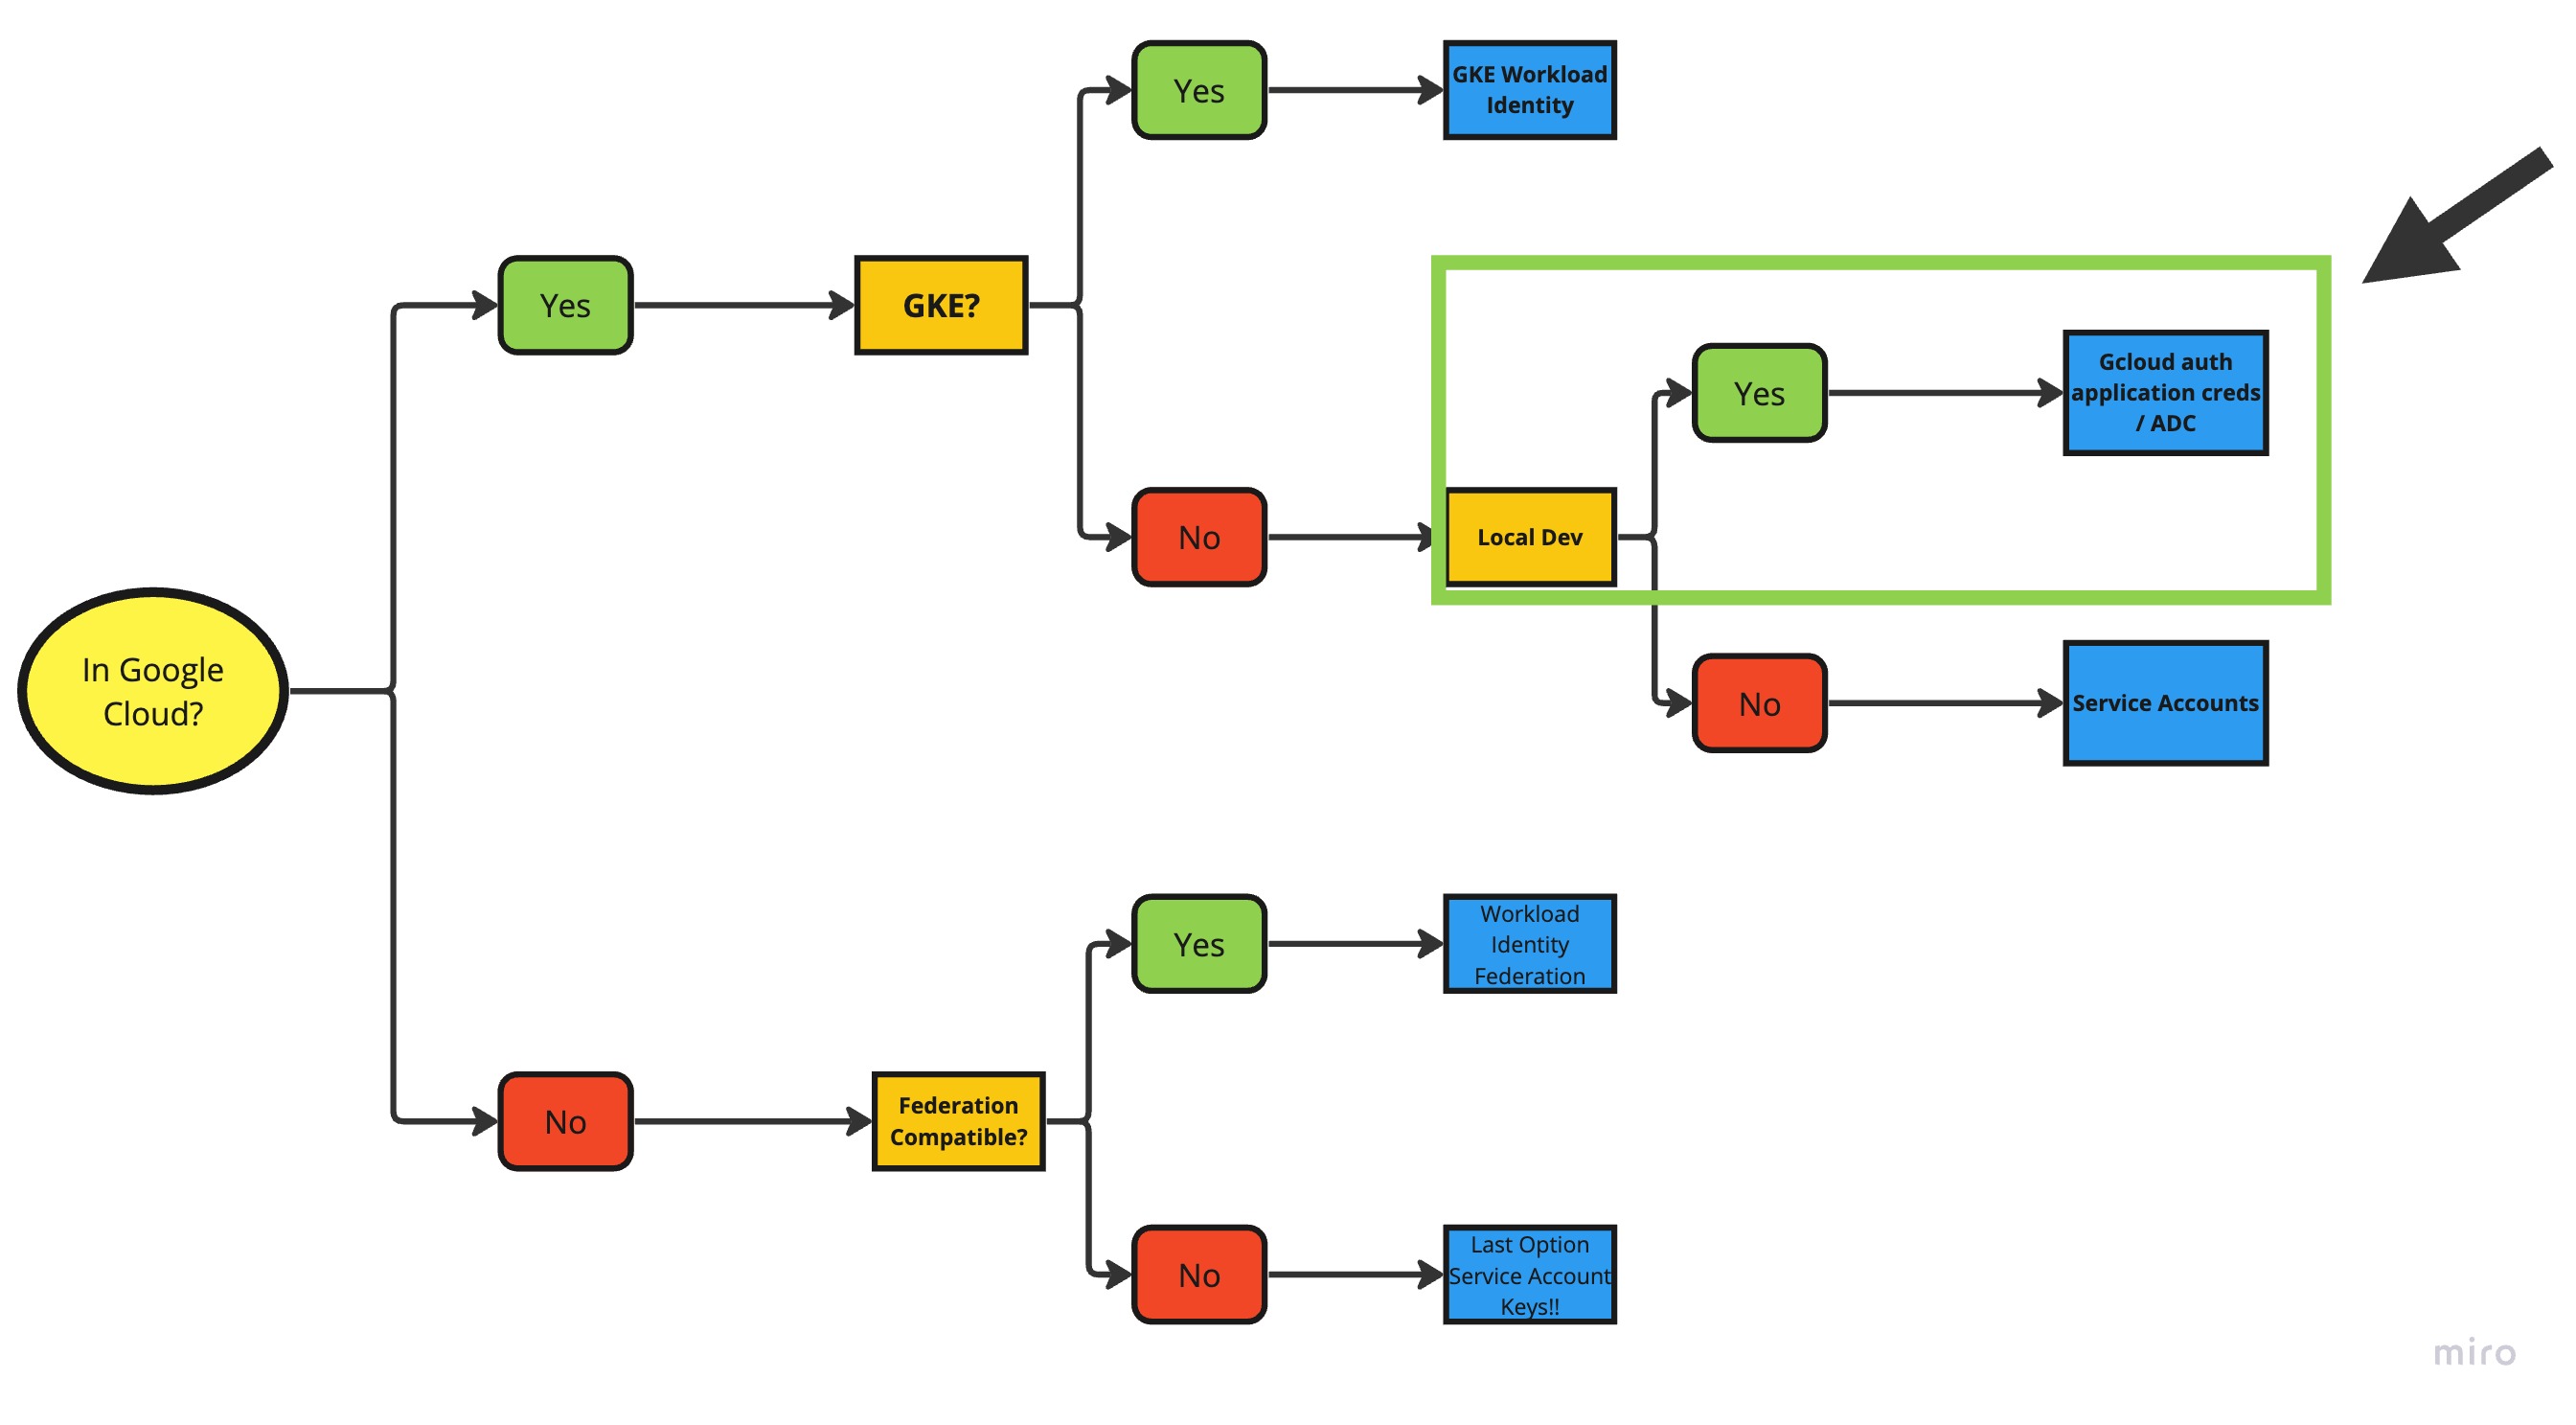 Yes
GKE Workload
Identity
Yes
GKE?
Yes
Gcloud auth
application creds
/ ADC
No
Local Dev
In Google
Cloud?
No
Service Accounts
Yes
Workload
Identity
Federation
No
Federation
Compatible?
No
Last Option
Service Account
Keys!!
miro